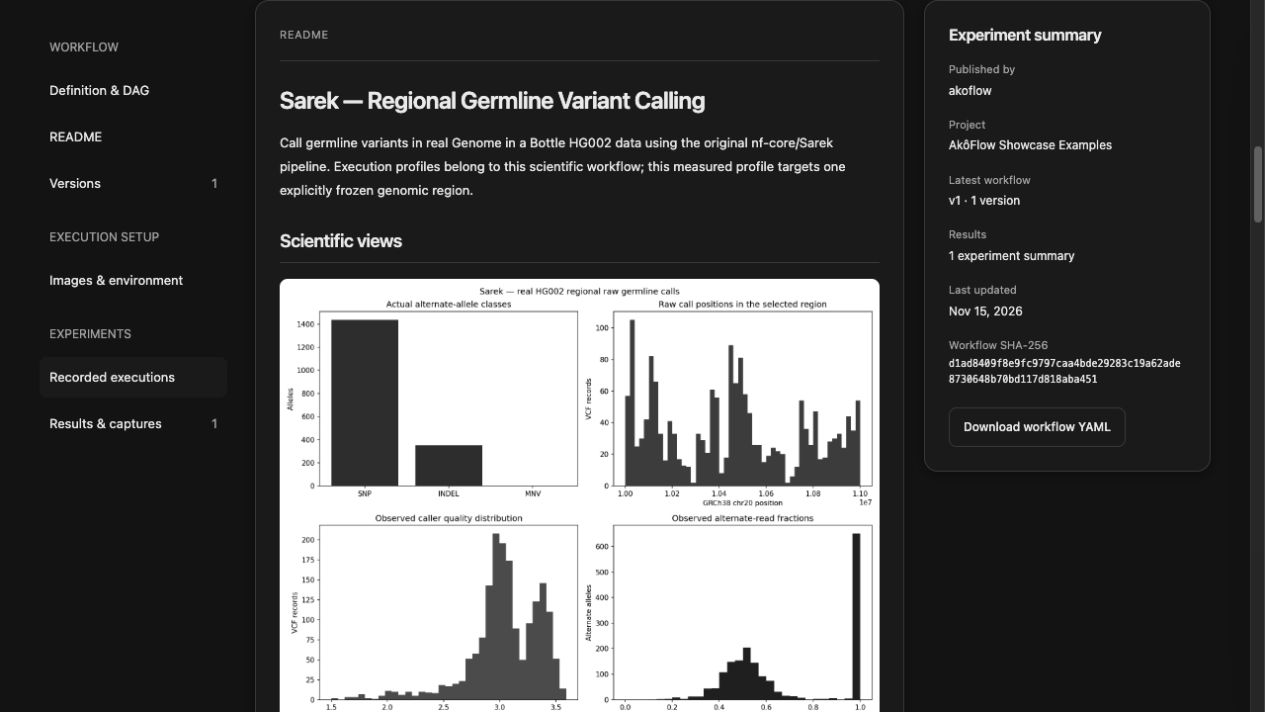 WORKFLOW
Definition & DAG
README
Versions 1
EXECUTION SETUP
Images & environment
EXPERIMENTS
Recorded executions
Results & captures 1
README
Sarek — Regional Germline Variant Calling
Call germline variants in real Genome in a Bottle HG002 data using the original nf-core/Sarek
pipeline. Execution profiles belong to this scientific workflow; this measured profile targets one
explicitly frozen genomic region.
Scientific views
Sarek — real HG002 regional raw germline calls
Actual alternate-allele classes
Alleles
1400
1200
1000
800
600
400
200
0
SNP INDEL MNV
Raw call positions in the selected region
VCF records
100
80
60
40
20
0
1.00 1.02 1.04 1.06 1.08 1.10
GRCh38 chr20 position 1e7
Observed caller quality distribution
VCF records
200
175
150
125
100
75
50
25
0
1.5 2.0 2.5 3.0 3.5
Observed alternate-read fractions
Alternate alleles
600
500
400
300
200
100
0
0.0 0.2 0.4 0.6 0.8 1.0
Experiment summary
Published by
akoflow
Project
AkôFlow Showcase Examples
Latest workflow
v1 · 1 version
Results
1 experiment summary
Last updated
Nov 15, 2026
Workflow SHA-256
d1ad8409f8e9fc9797caa4bde29283c19a62ade
8730648b70bd117d818aba451
Download workflow YAML